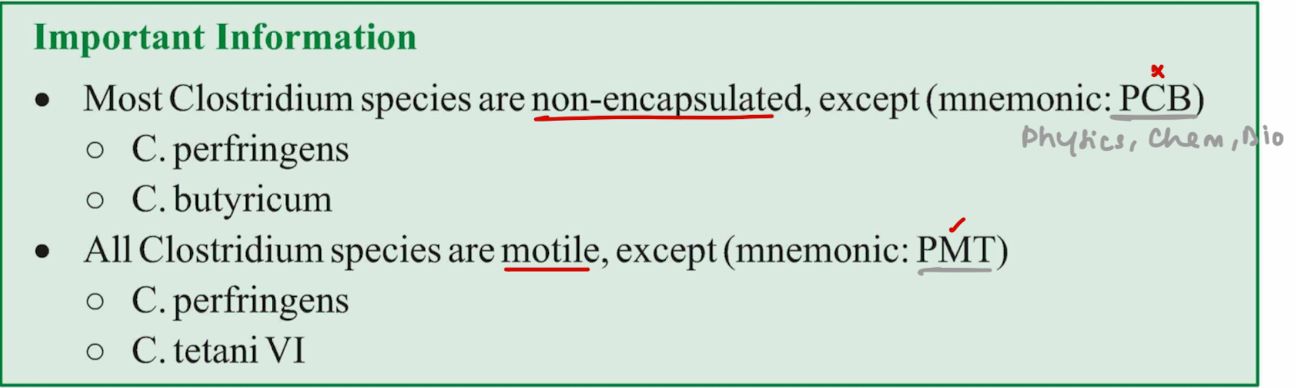 Important Information
• Most Clostridium species are non-encapsulated, except (mnemonic: PCB)
Physics, Chem, Bio
○ C. perfringens
○ C. butyricum
• All Clostridium species are motile, except (mnemonic: PMT)
○ C. perfringens
○ C. tetani VI